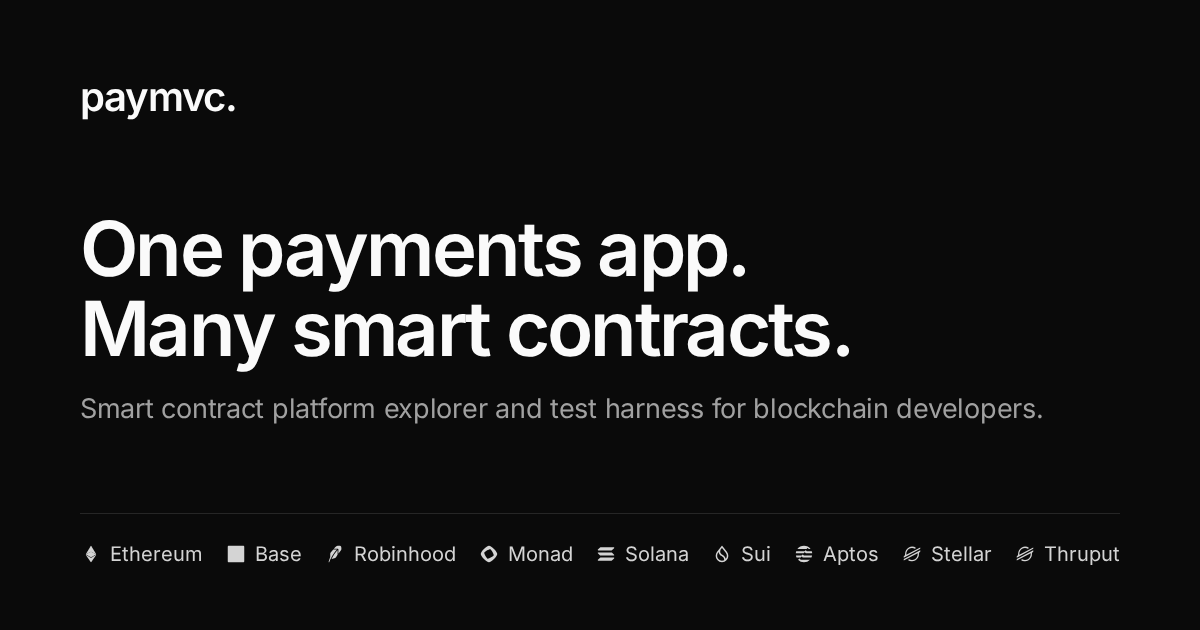 paymvc.
One payments app.
Many smart contracts.
Smart contract platform explorer and test harness for blockchain developers.
Ethereum Base Robinhood Monad Solana Sui Aptos Stellar Thruput